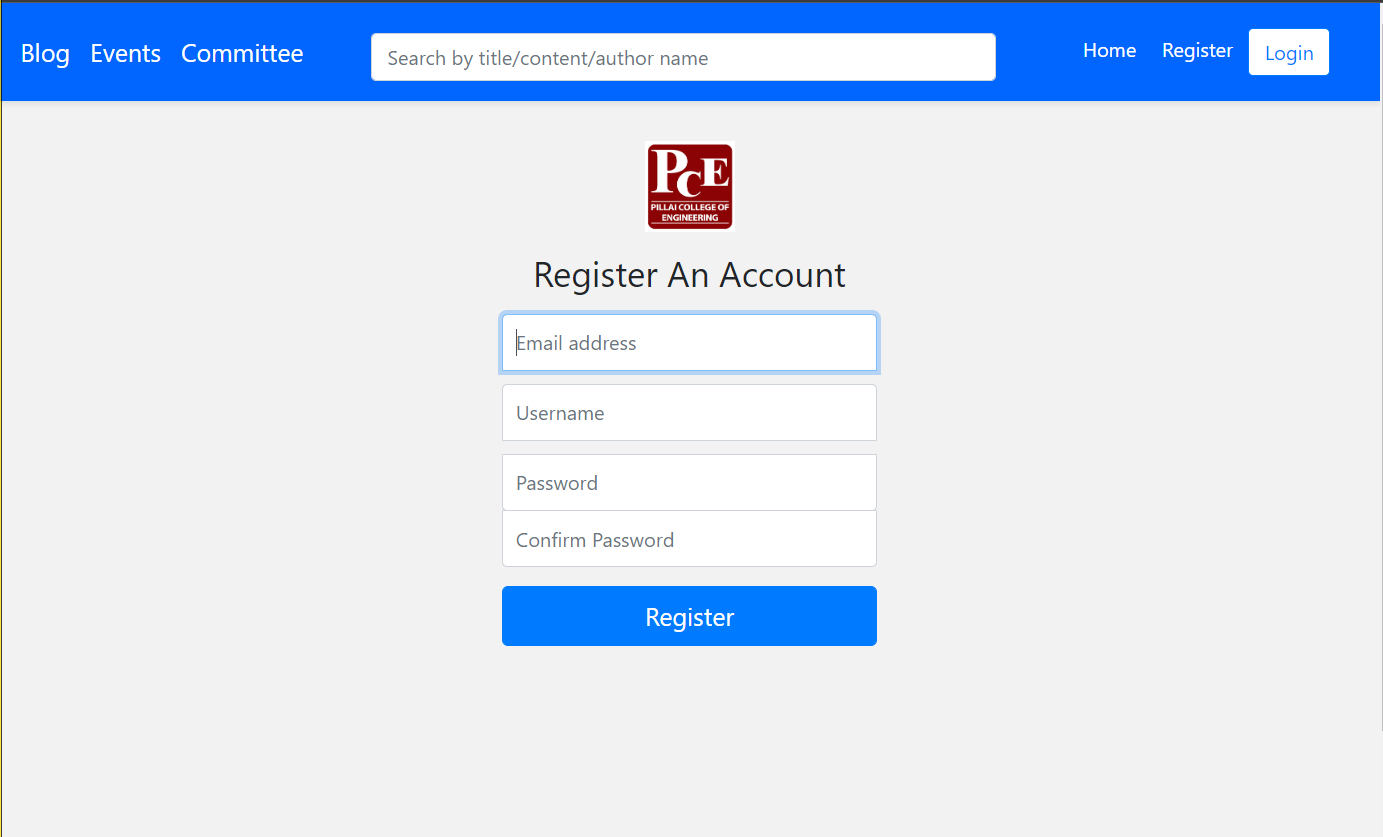 Blog Events Committee
Search by title/content/author name
Home Register Login
PCE
PILLAI COLLEGE OF
ENGINEERING
Register An Account
Email address
Username
Password
Confirm Password
Register